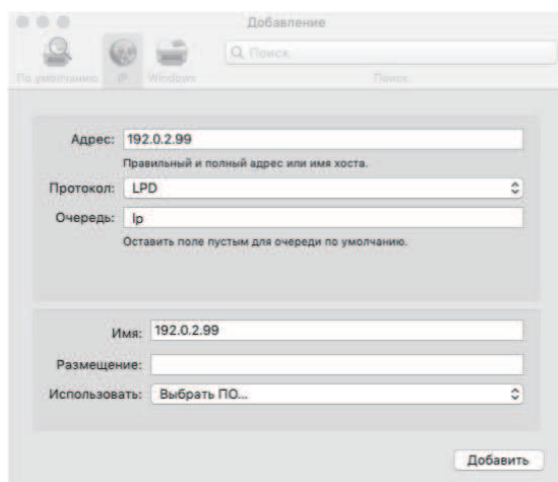 Добавление
Поиск
По умолчанию IP Windows Поиск
Адрес: 192.0.2.99
Правильный и полный адрес или имя хоста.
Протокол: LPD
Очередь: lp
Оставить поле пустым для очереди по умолчанию.
Имя: 192.0.2.99
Размещение:
Использовать: Выбрать ПО...
Добавить